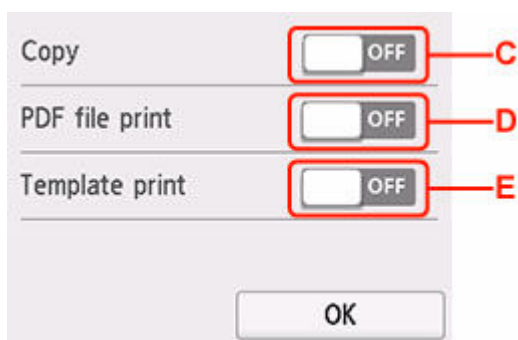 Copy OFF C
PDF file print OFF D
Template print OFF E
OK